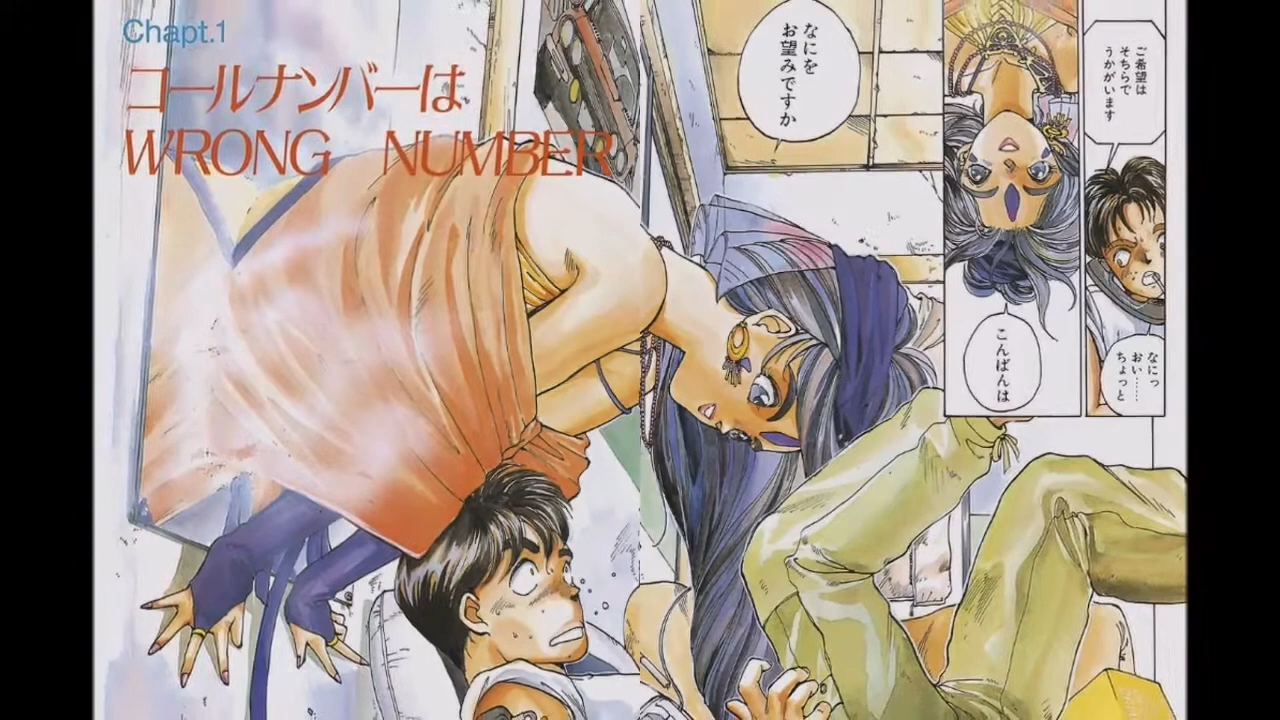 Chapt.1
コールナンバーは
WRONG NUMBER
ご希望は
そちらで
うかがいます
なにを
お望みですか
なにっ
おい……
ちょっと
こんばんは